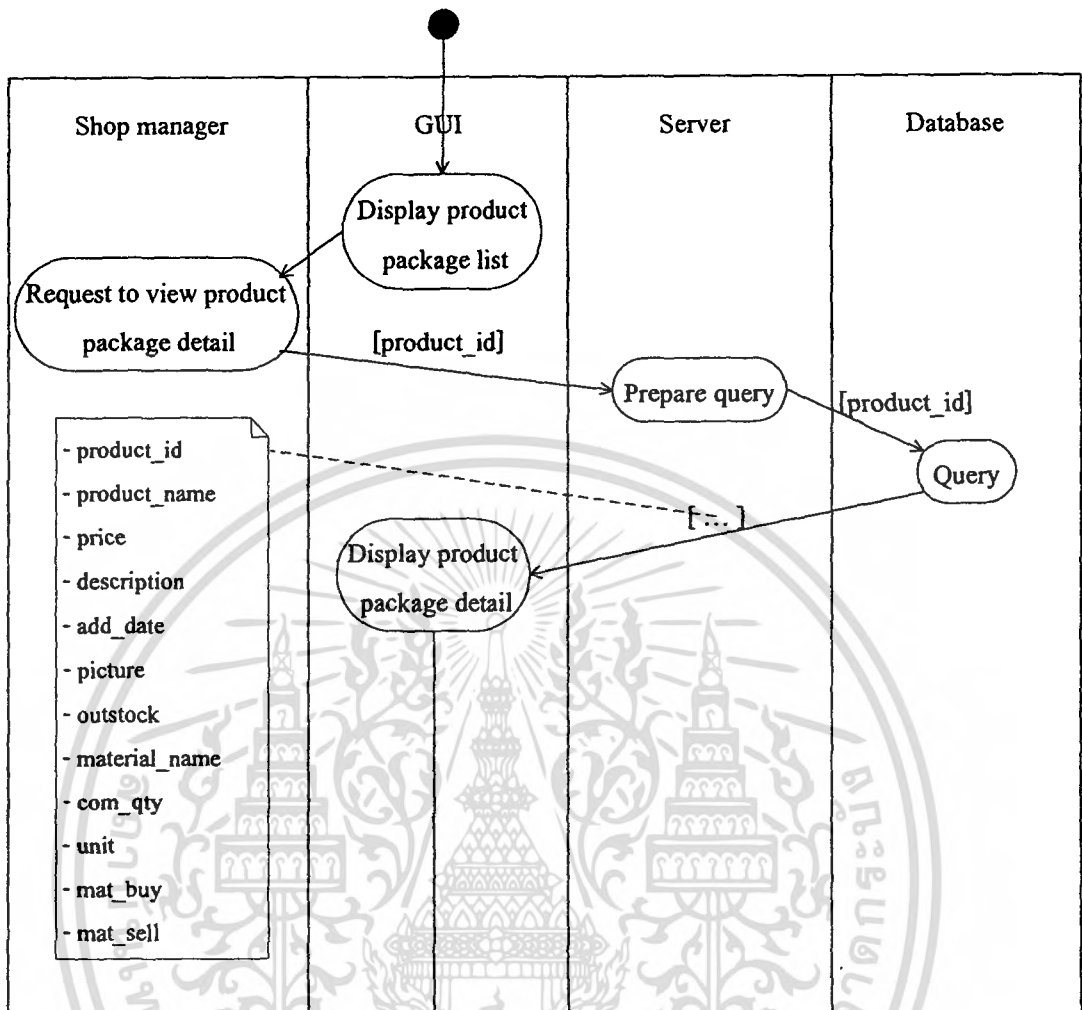 Shop manager
GUI
Server
Database
Display product
package list
Request to view product
package detail
[product_id]
Prepare query
[product_id]
Query
- product_id
- product_name
- price
- description
- add_date
- picture
- outstock
- material_name
- com_qty
- unit
- mat_buy
- mat_sell
[ ... ]
Display product
package detail